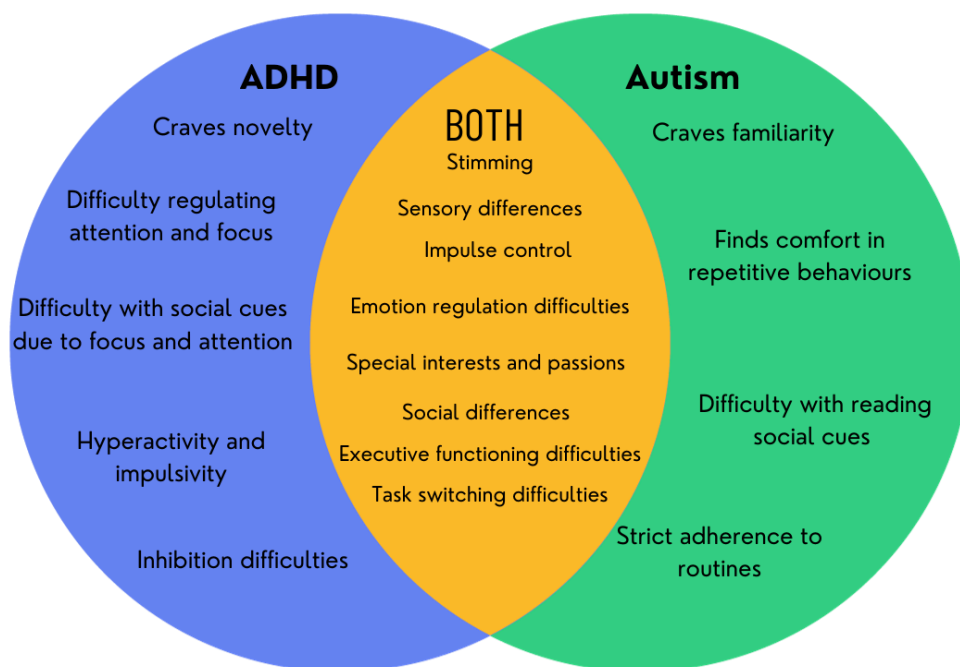 ADHD
Craves novelty
Difficulty regulating
attention and focus
Difficulty with social cues
due to focus and attention
Hyperactivity and
impulsivity
Inhibition difficulties
BOTH
Stimming
Sensory differences
Impulse control
Emotion regulation difficulties
Special interests and passions
Social differences
Executive functioning difficulties
Task switching difficulties
Autism
Craves familiarity
Finds comfort in
repetitive behaviours
Difficulty with reading
social cues
Strict adherence to
routines